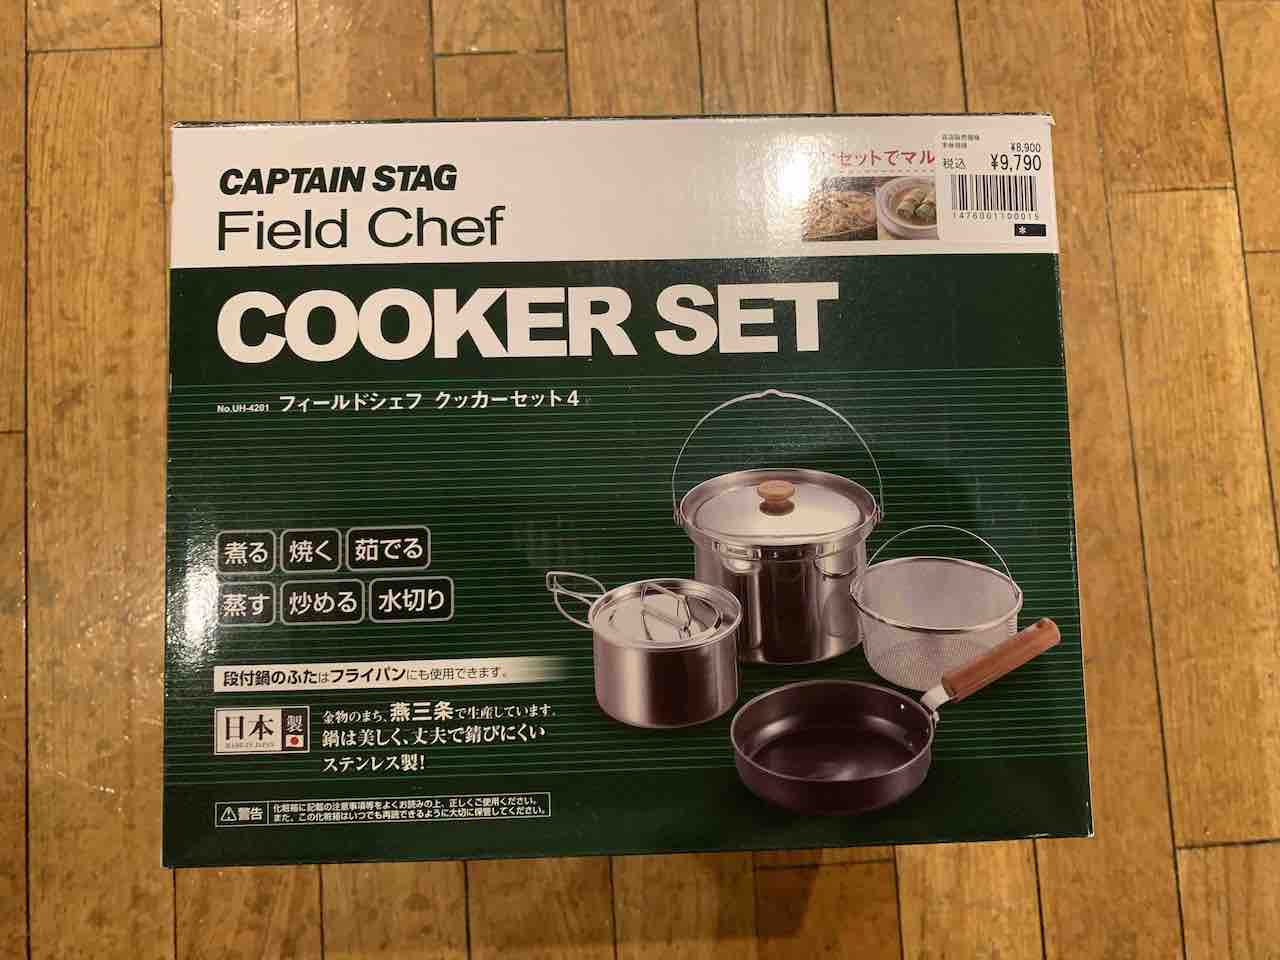 CAPTAIN STAG
Field Chef
セットでマル
¥8,900
税込 ¥9,790
1476001100015
*
COOKER SET
No.UH-4201 フィールドシェフ クッカーセット4
煮る 焼く 茹でる
蒸す 炒める 水切り
段付鍋のふたはフライパンにも使用できます。
日本製
MADE IN JAPAN
金物のまち、燕三条で生産しています。
鍋は美しく、丈夫で錆びにくい
ステンレス製!
警告
化粧箱に記載の注意事項等をよくお読みの上、正しくご使用ください。
また、この化粧箱はいつでも再読できるように大切に保管してください。